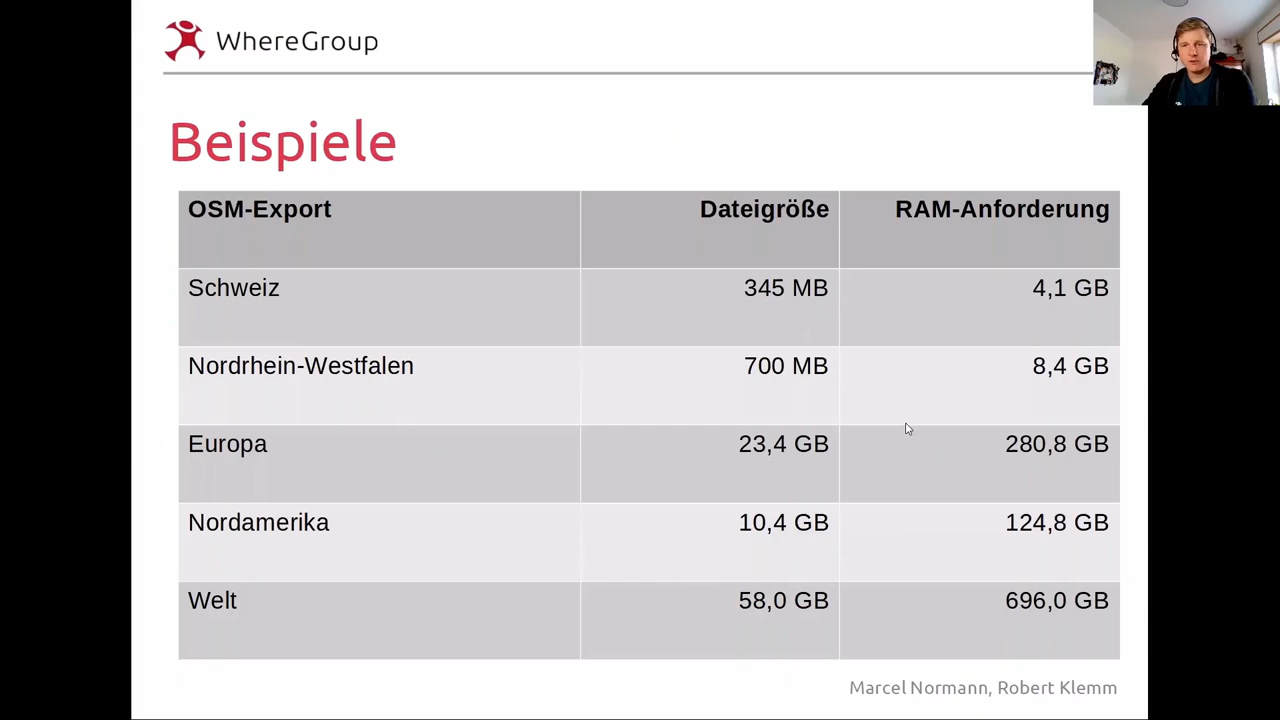 WhereGroup
Beispiele
OSM-Export Dateigröße RAM-Anforderung
Schweiz 345 MB 4,1 GB
Nordrhein-Westfalen 700 MB 8,4 GB
Europa 23,4 GB 280,8 GB
Nordamerika 10,4 GB 124,8 GB
Welt 58,0 GB 696,0 GB
Marcel Normann, Robert Klemm